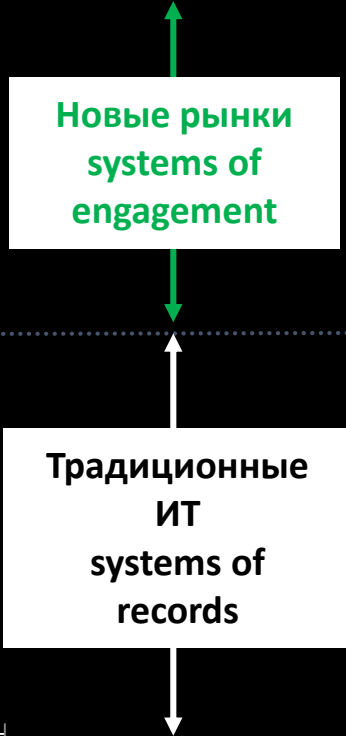 Новые рынки
systems of
engagement
Традиционные
ИТ
systems of
records